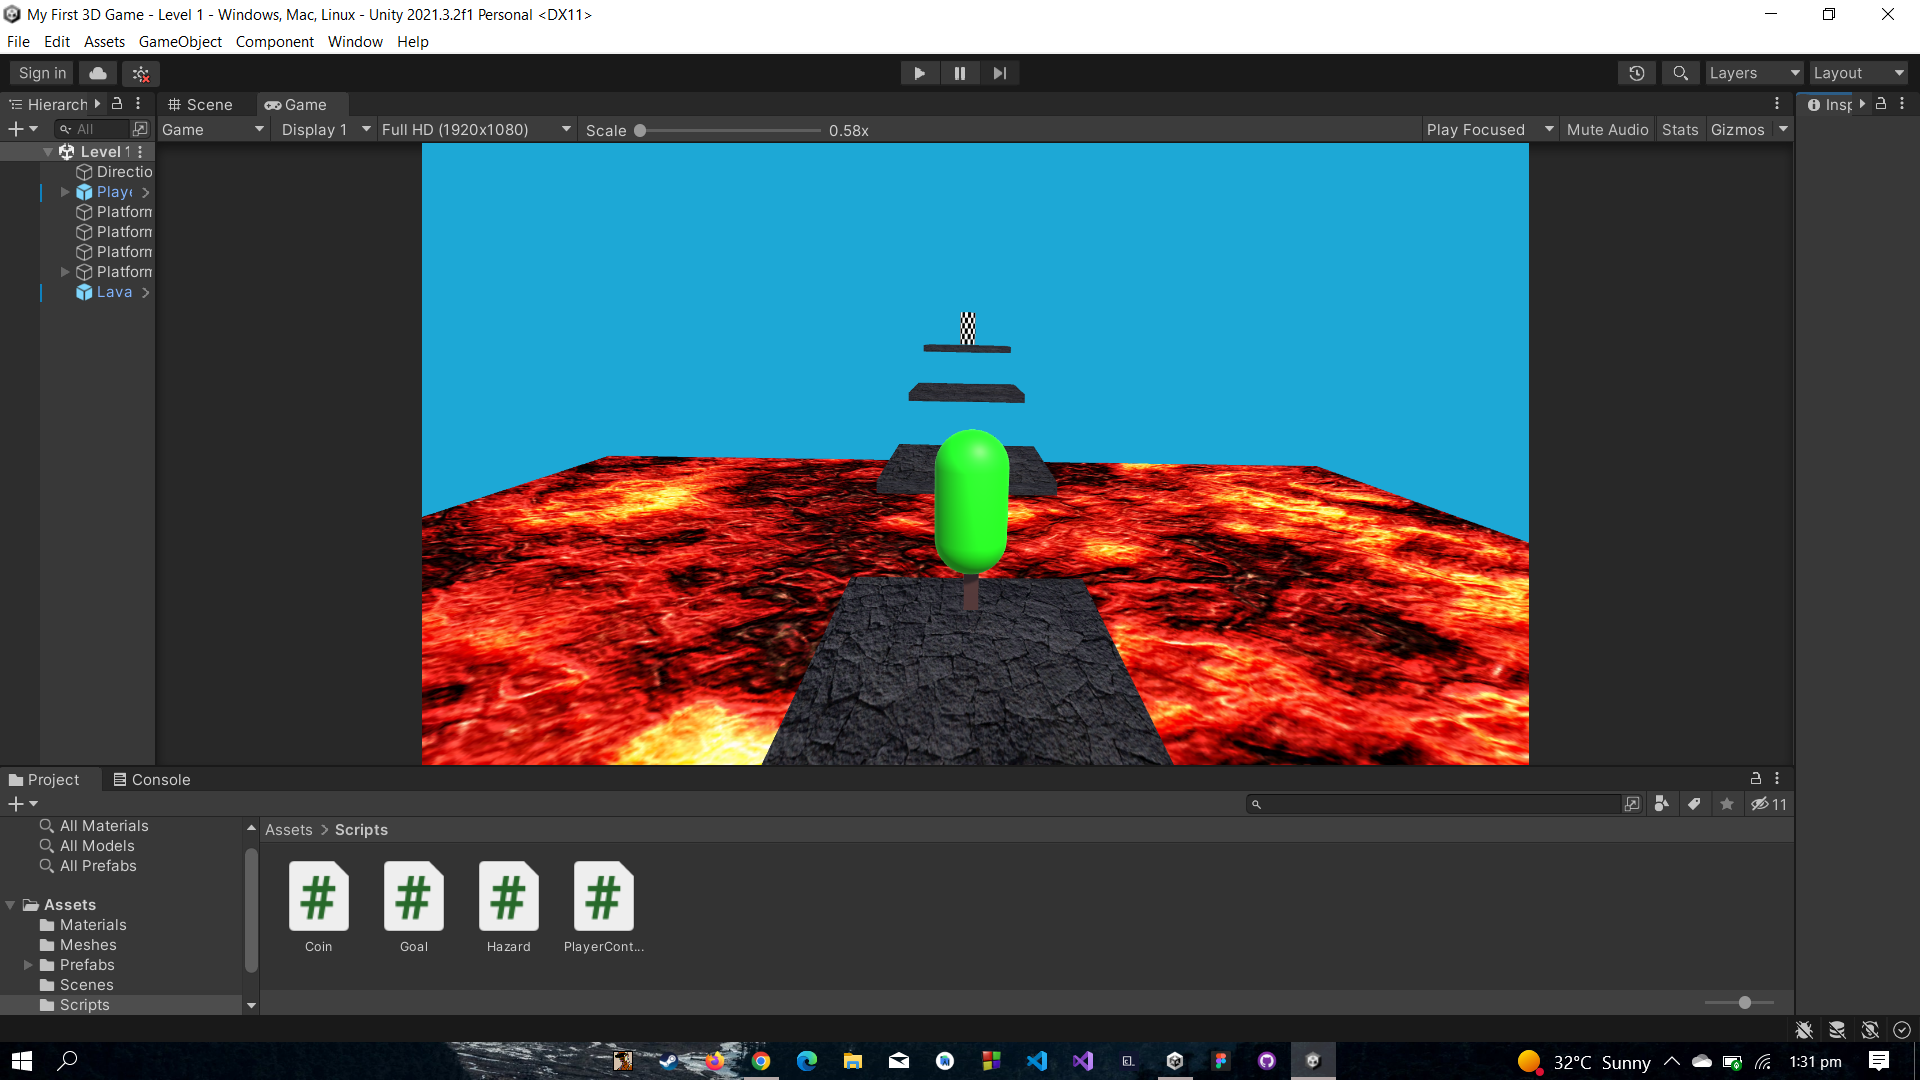 My First 3D Game - Level 1 - Windows, Mac, Linux - Unity 2021.3.2f1 Personal <DX11>
File Edit Assets GameObject Component Window Help
Sign in Layers Layout
Hierarch Scene Game Insp
All Game Display 1 Full HD (1920x1080) Scale 0.58x Play Focused Mute Audio Stats Gizmos
Level 1
Directio
Playe
Platform
Platform
Platform
Platform
Lava
Project Console
11
All Materials
All Models
All Prefabs
Assets
Materials
Meshes
Prefabs
Scenes
Scripts
Assets > Scripts
Coin Goal Hazard PlayerCont...
32°C Sunny 1:31 pm